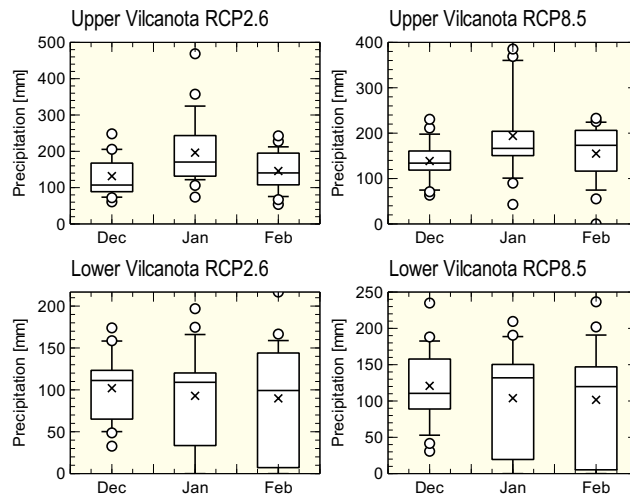 Upper Vilcanota RCP2.6
Precipitation [mm]
500
400
300
200
100
0
Dec Jan Feb
Upper Vilcanota RCP8.5
Precipitation [mm]
400
300
200
100
0
Dec Jan Feb
Lower Vilcanota RCP2.6
Precipitation [mm]
200
150
100
50
0
Dec Jan Feb
Lower Vilcanota RCP8.5
Precipitation [mm]
250
200
150
100
50
0
Dec Jan Feb